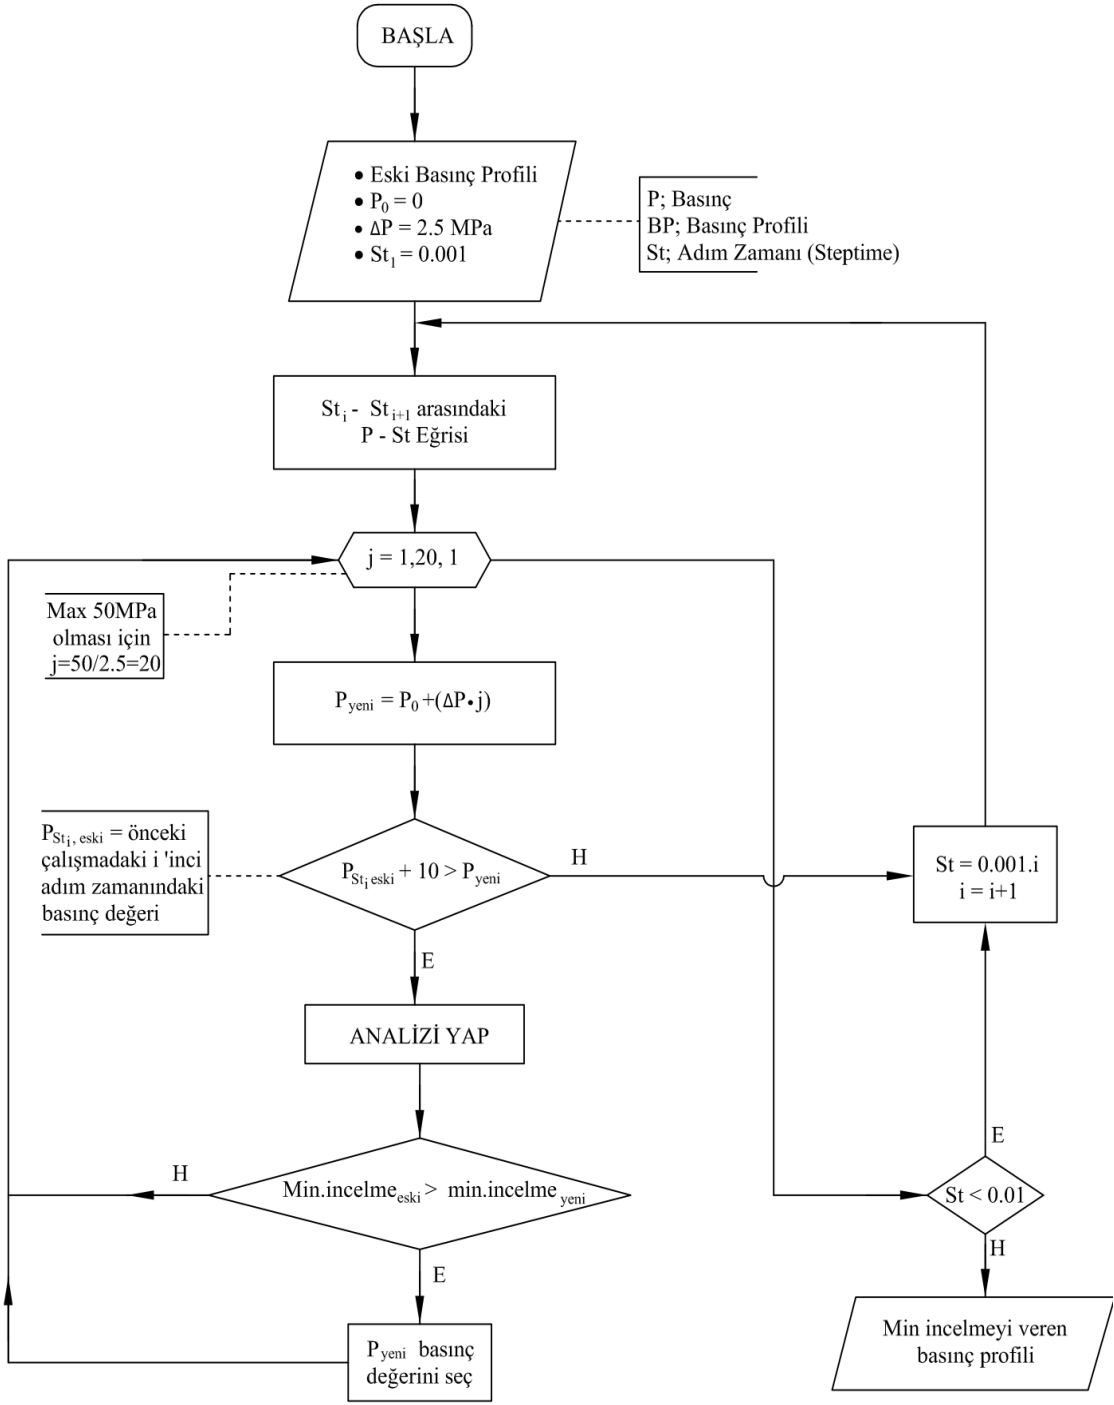 BAŞLA
• Eski Basınç Profili
• P₀ = 0
• ΔP = 2.5 MPa
• St₁ = 0.001
P; Basınç
BP; Basınç Profili
St; Adım Zamanı (Steptime)
Stᵢ - Stᵢ₊₁ arasındaki
P - St Eğrisi
j = 1,20, 1
Max 50MPa
olması için
j=50/2.5=20
Pyeni = P₀ +(ΔP•j)
PStᵢ, eski = önceki
çalişmadaki i 'inci
adım zamanındaki
basınç değeri
PStᵢ eski + 10 > Pyeni
H
E
St = 0.001.i
i = i+1
ANALİZİ YAP
Min.incelmeeski > min.incelme yeni
H
E
St < 0.01
E
H
Pyeni basınç
değerini seç
Min incelmeyi veren
basınç profili